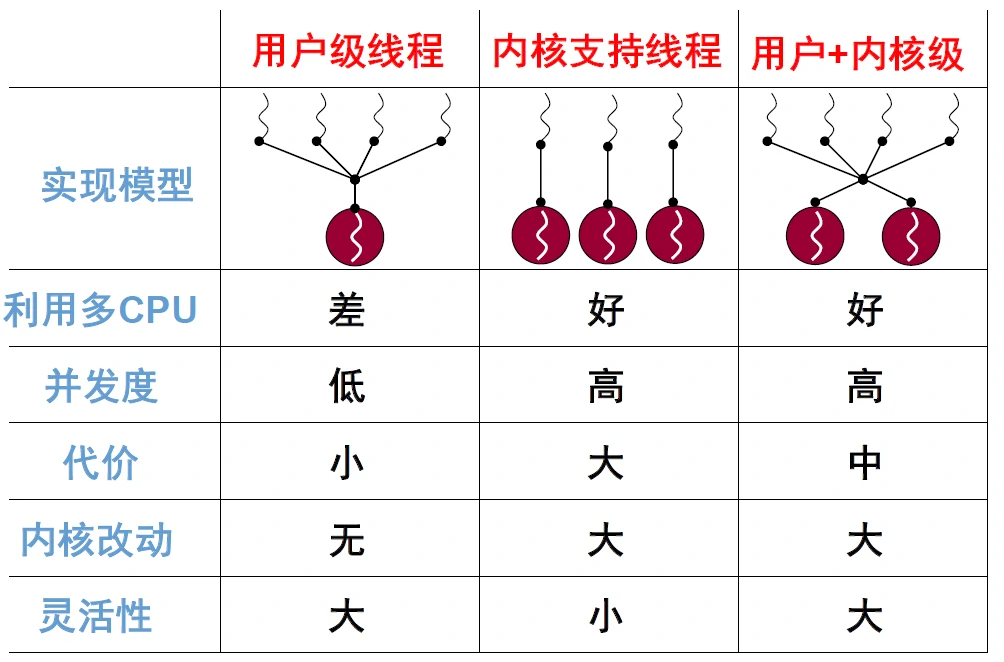 用户级线程 内核支持线程 用户+内核级
实现模型
利用多CPU 差 好 好
并发度 低 高 高
代价 小 大 中
内核改动 无 大 大
灵活性 大 小 大